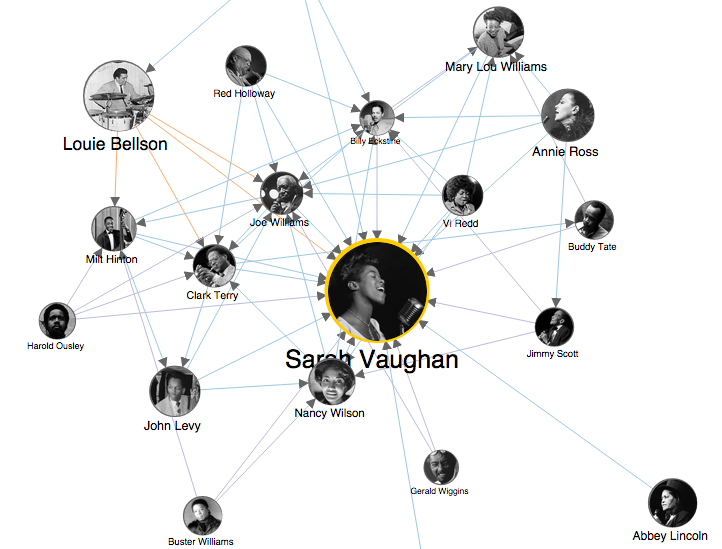 Mary Lou Williams
Red Holloway
Louie Bellson
Billy Eckstine
Annie Ross
Joe Williams
Vi Redd
Buddy Tate
Milt Hinton
Clark Terry
Harold Ousley
Sarah Vaughan
Jimmy Scott
Nancy Wilson
John Levy
Gerald Wiggins
Buster Williams
Abbey Lincoln